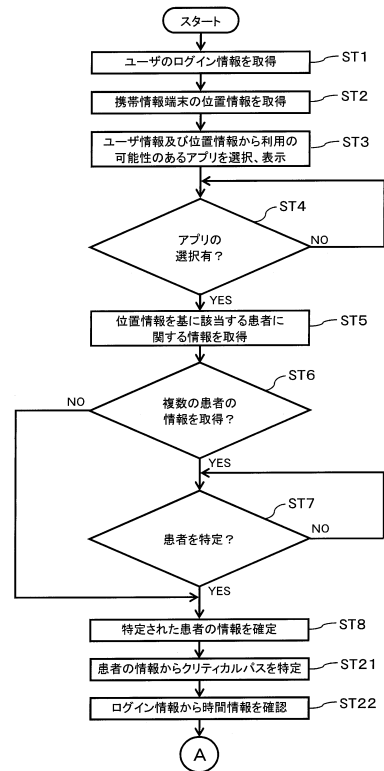 スタート
ユーザのログイン情報を取得
ST1
携帯情報端末の位置情報を取得
ST2
ユーザ情報及び位置情報から利用の
可能性のあるアプリを選択、表示
ST3
ST4
アプリの
選択有？
NO
YES
位置情報を基に該当する患者に
関する情報を取得
ST5
ST6
複数の患者の
情報を取得？
NO
YES
ST7
患者を特定？
NO
YES
特定された患者の情報を確定
ST8
患者の情報からクリティカルパスを特定
ST21
ログイン情報から時間情報を確認
ST22
A